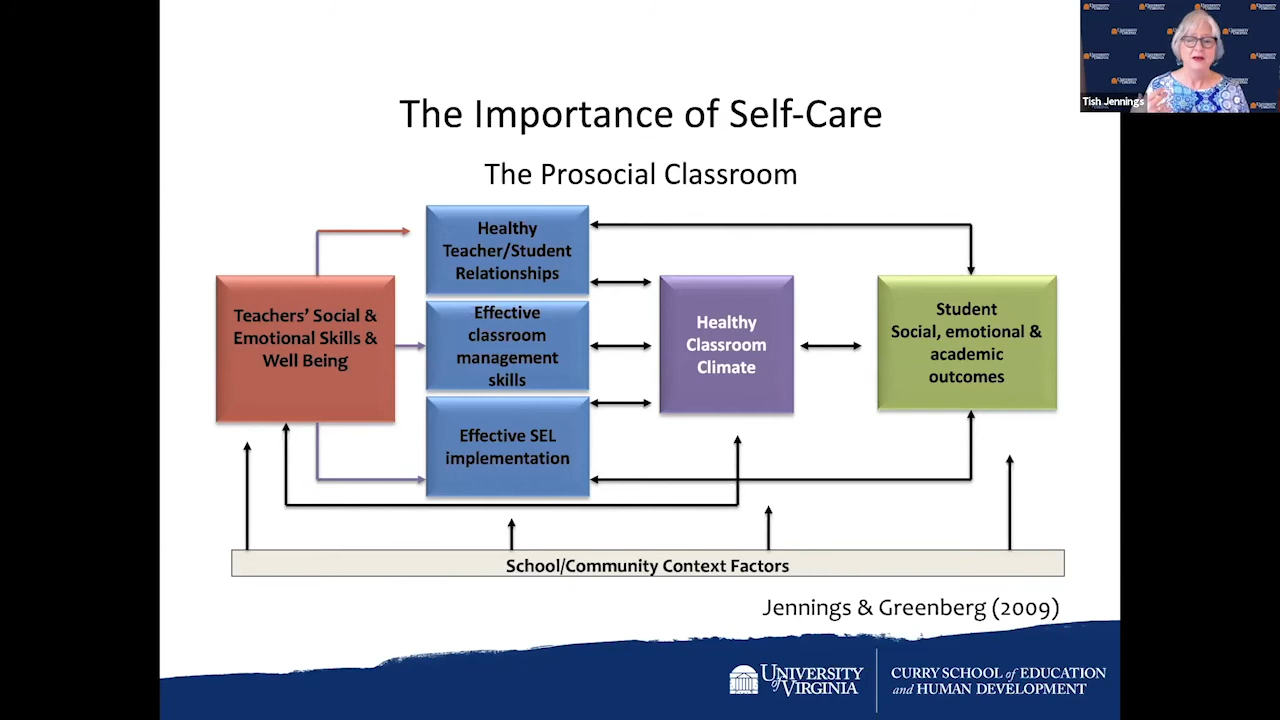 The Importance of Self-Care
The Prosocial Classroom
Teachers' Social &
Emotional Skills &
Well Being
Healthy
Teacher/Student
Relationships
Effective
classroom
management
skills
Effective SEL
implementation
Healthy
Classroom
Climate
Student
Social, emotional &
academic
outcomes
School/Community Context Factors
Jennings & Greenberg (2009)
UNIVERSITY
of VIRGINIA
CURRY SCHOOL of EDUCATION
and HUMAN DEVELOPMENT
Tish Jennings